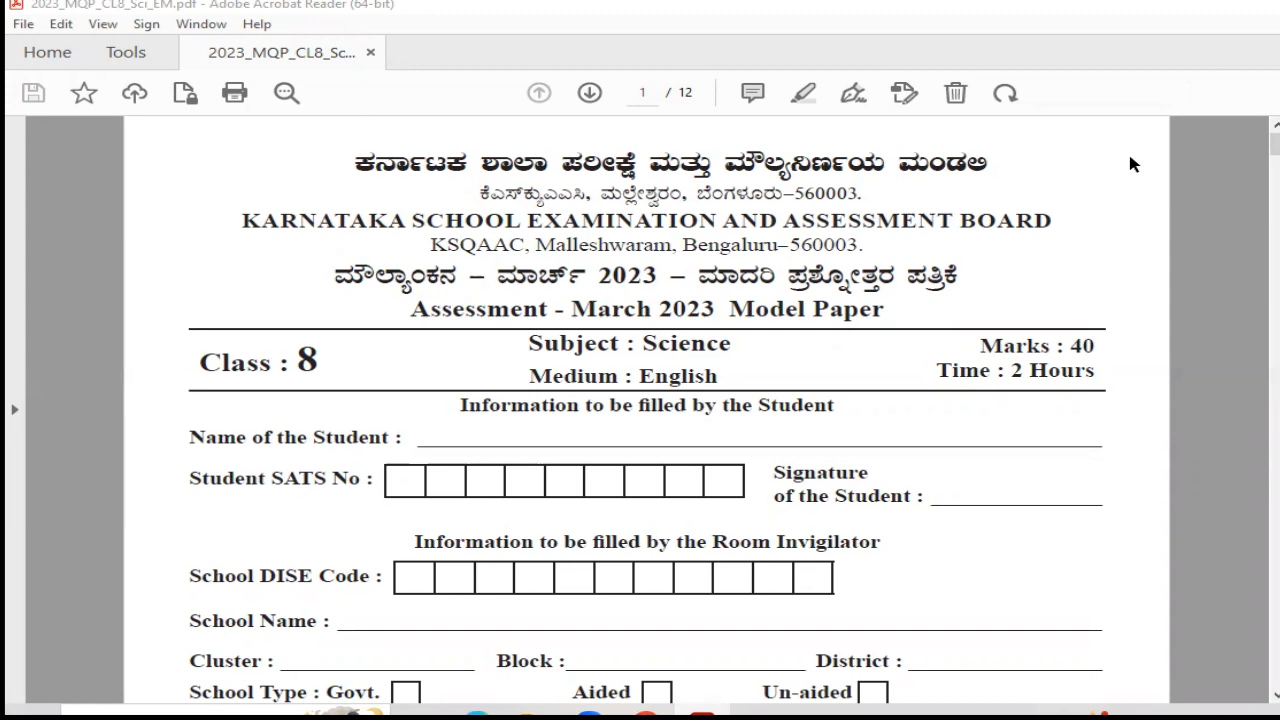 2023_MQP_CL8_Sci_EM.pdf - Adobe Acrobat Reader (64-bit)
File Edit View Sign Window Help
Home Tools 2023_MQP_CL8_Sc... ×
1 / 12
ಕರ್ನಾಟಕ ಶಾಲಾ ಪರೀಕ್ಷೆ ಮತ್ತು ಮೌಲ್ಯನಿರ್ಣಯ ಮಂಡಲಿ
ಕೆಎಸ್‌ಕ್ಯುಎಎಸಿ, ಮಲ್ಲೇಶ್ವರಂ, ಬೆಂಗಳೂರು–560003.
KARNATAKA SCHOOL EXAMINATION AND ASSESSMENT BOARD
KSQAAC, Malleshwaram, Bengaluru–560003.
ಮೌಲ್ಯಾಂಕನ – ಮಾರ್ಚ್ 2023 – ಮಾದರಿ ಪ್ರಶ್ನೋತ್ತರ ಪತ್ರಿಕೆ
Assessment - March 2023 Model Paper
Class : 8
Subject : Science
Medium : English
Marks : 40
Time : 2 Hours
Information to be filled by the Student
Name of the Student :
Student SATS No :
Signature
of the Student :
Information to be filled by the Room Invigilator
School DISE Code :
School Name :
Cluster : Block : District :
School Type : Govt. Aided Un-aided